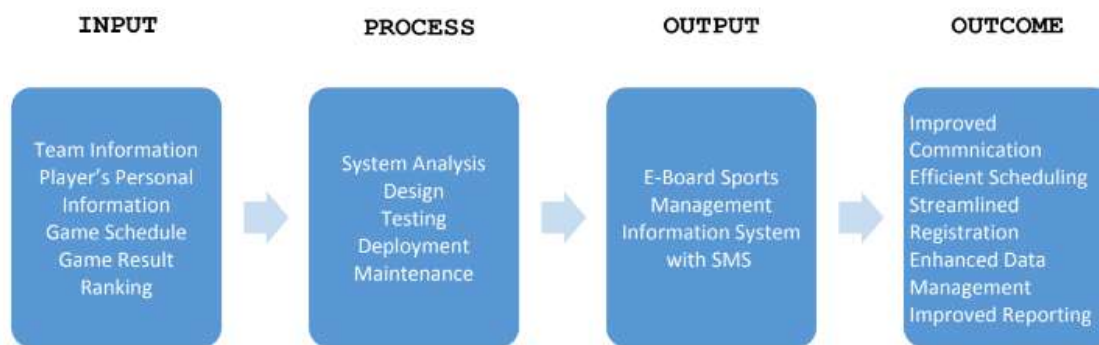 INPUT
PROCESS
OUTPUT
OUTCOME
Team Information
Player's Personal
Information
Game Schedule
Game Result
Ranking
System Analysis
Design
Testing
Deployment
Maintenance
E-Board Sports
Management
Information System
with SMS
Improved
Commnication
Efficient Scheduling
Streamlined
Registration
Enhanced Data
Management
Improved Reporting